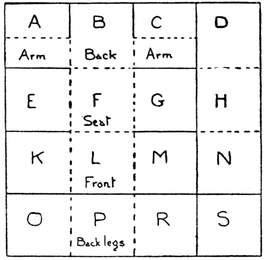 A B C D
Arm Back Arm
E F G H
Seat
K L M N
Front
O P R S
Back legs